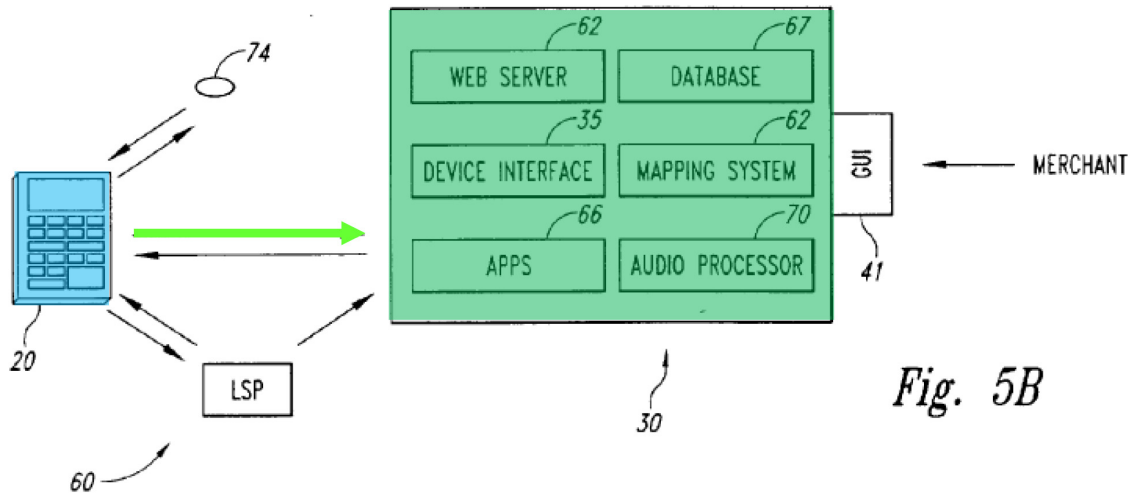 74
62
67
WEB SERVER
DATABASE
35
62
DEVICE INTERFACE
MAPPING SYSTEM
GUI
MERCHANT
66
70
APPS
AUDIO PROCESSOR
41
20
LSP
30
Fig. 5B
60